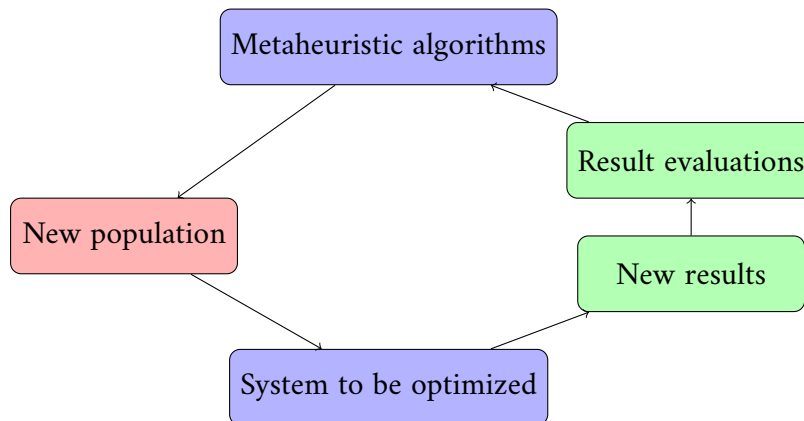 Metaheuristic algorithms
Result evaluations
New population
New results
System to be optimized